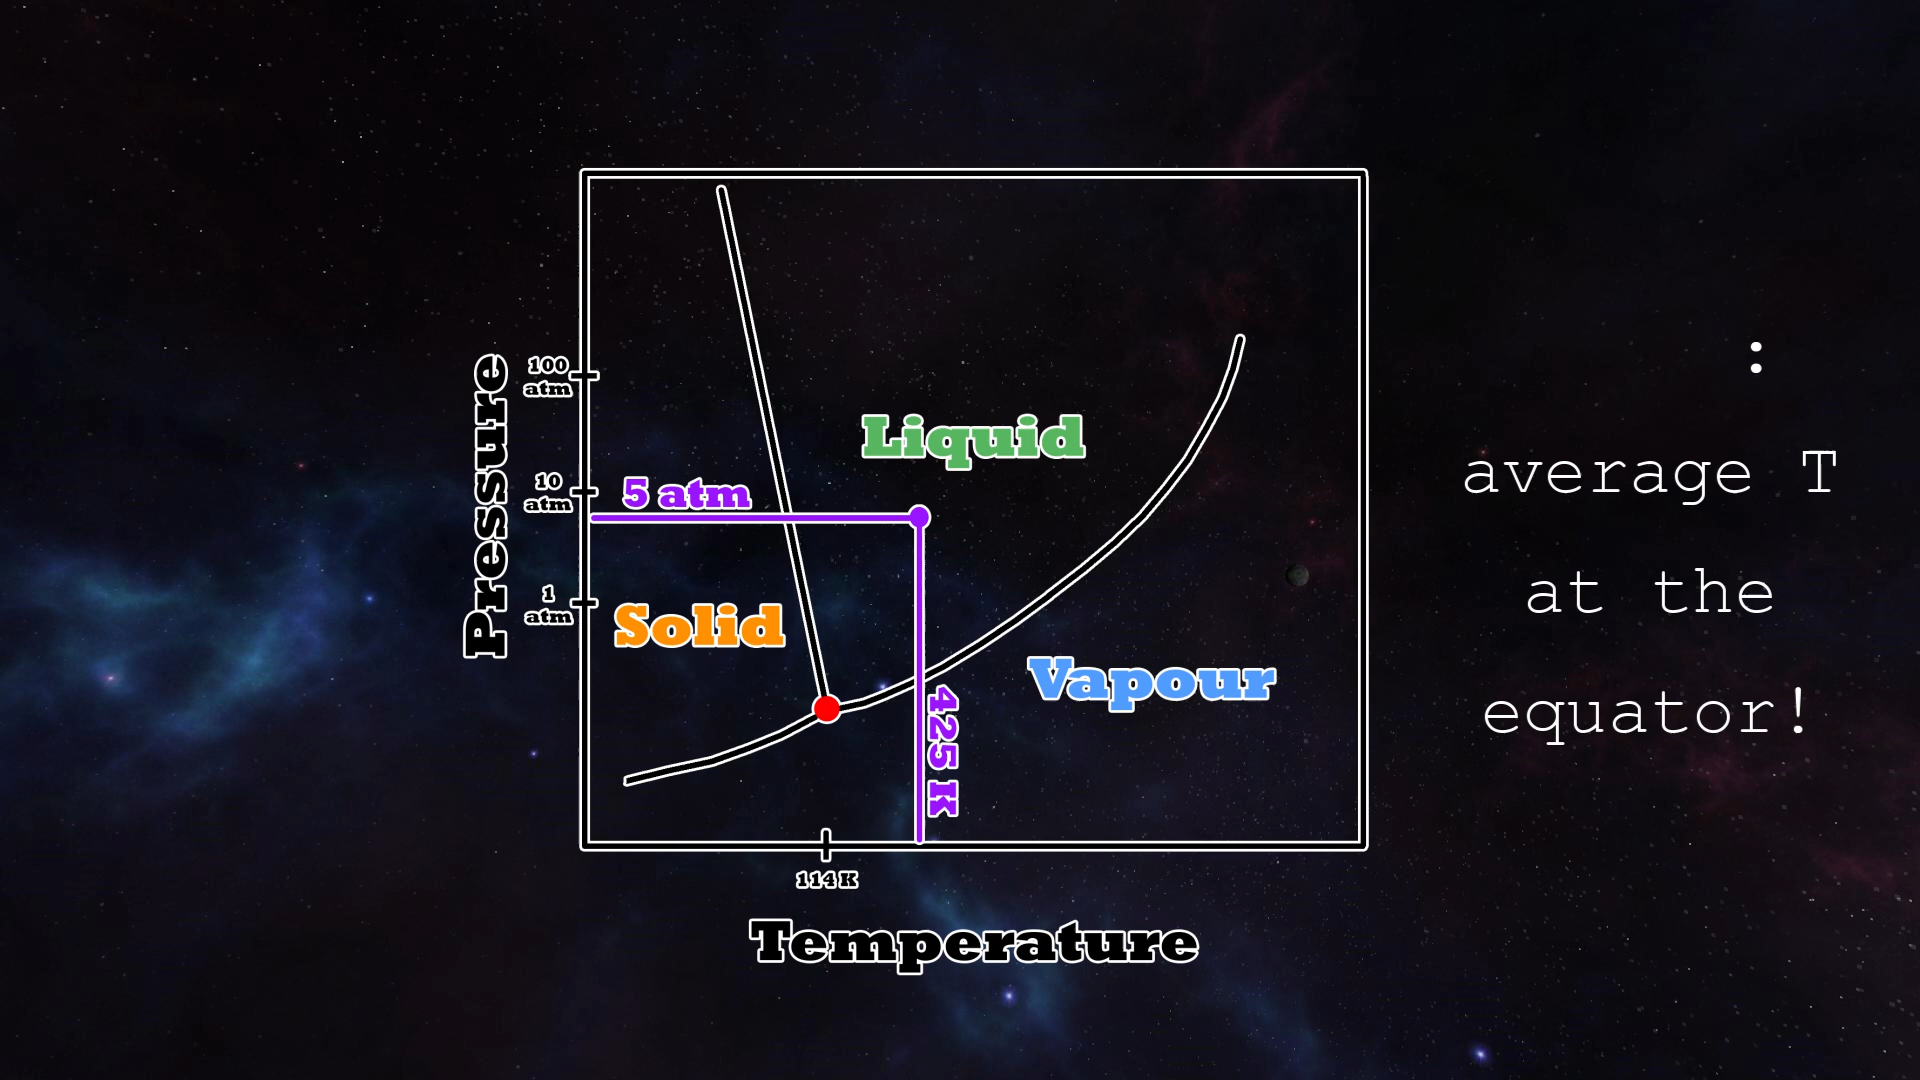 Pressure
100
atm
10
atm
1
atm
5 atm
Liquid
Solid
Vapour
425 K
114 K
Temperature
:
average T
at the
equator!